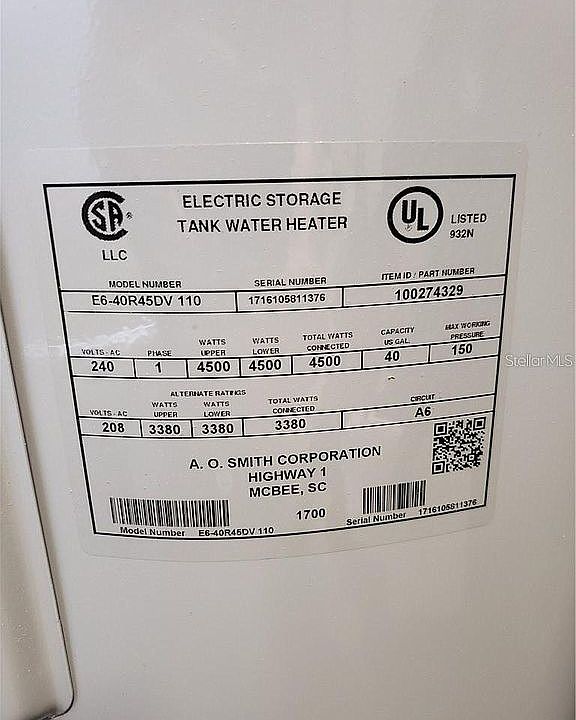 SA®
LLC
ELECTRIC STORAGE
TANK WATER HEATER
UL
LISTED
932N
MODEL NUMBER SERIAL NUMBER ITEM ID / PART NUMBER
E6-40R45DV 110 1716105811376 100274329
VOLTS - AC PHASE WATTS UPPER WATTS LOWER TOTAL WATTS CONNECTED CAPACITY US GAL. MAX WORKING PRESSURE
240 1 4500 4500 4500 40 150
ALTERNATE RATINGS
VOLTS - AC WATTS UPPER WATTS LOWER TOTAL WATTS CONNECTED CIRCUIT
208 3380 3380 3380 A6
A. O. SMITH CORPORATION
HIGHWAY 1
MCBEE, SC
1700
Model Number E6-40R45DV 110
Serial Number 1716105811376
StellarMLS